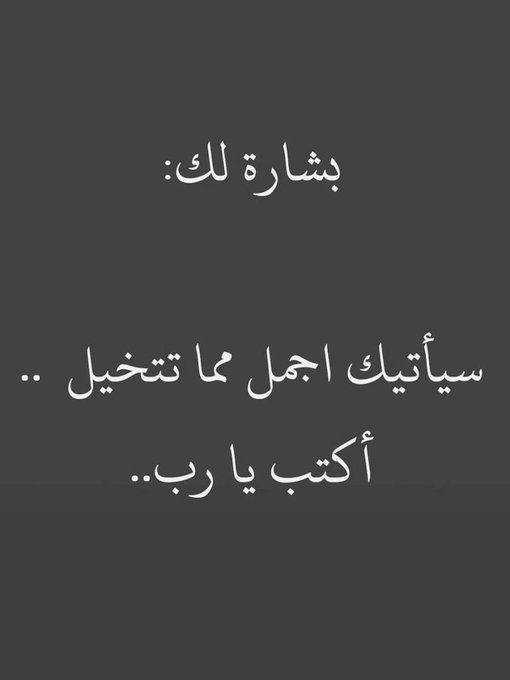 بشارة لك:
سيأتيك اجمل مما تتخيل ..
أكتب يا رب..